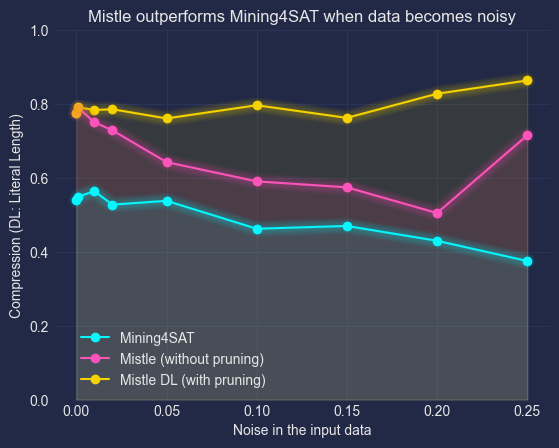 Mistle outperforms Mining4SAT when data becomes noisy
Compression (DL: Literal Length)
1.0
0.8
0.6
0.4
0.2
0.0
Mining4SAT
Mistle (without pruning)
Mistle DL (with pruning)
0.00 0.05 0.10 0.15 0.20 0.25
Noise in the input data